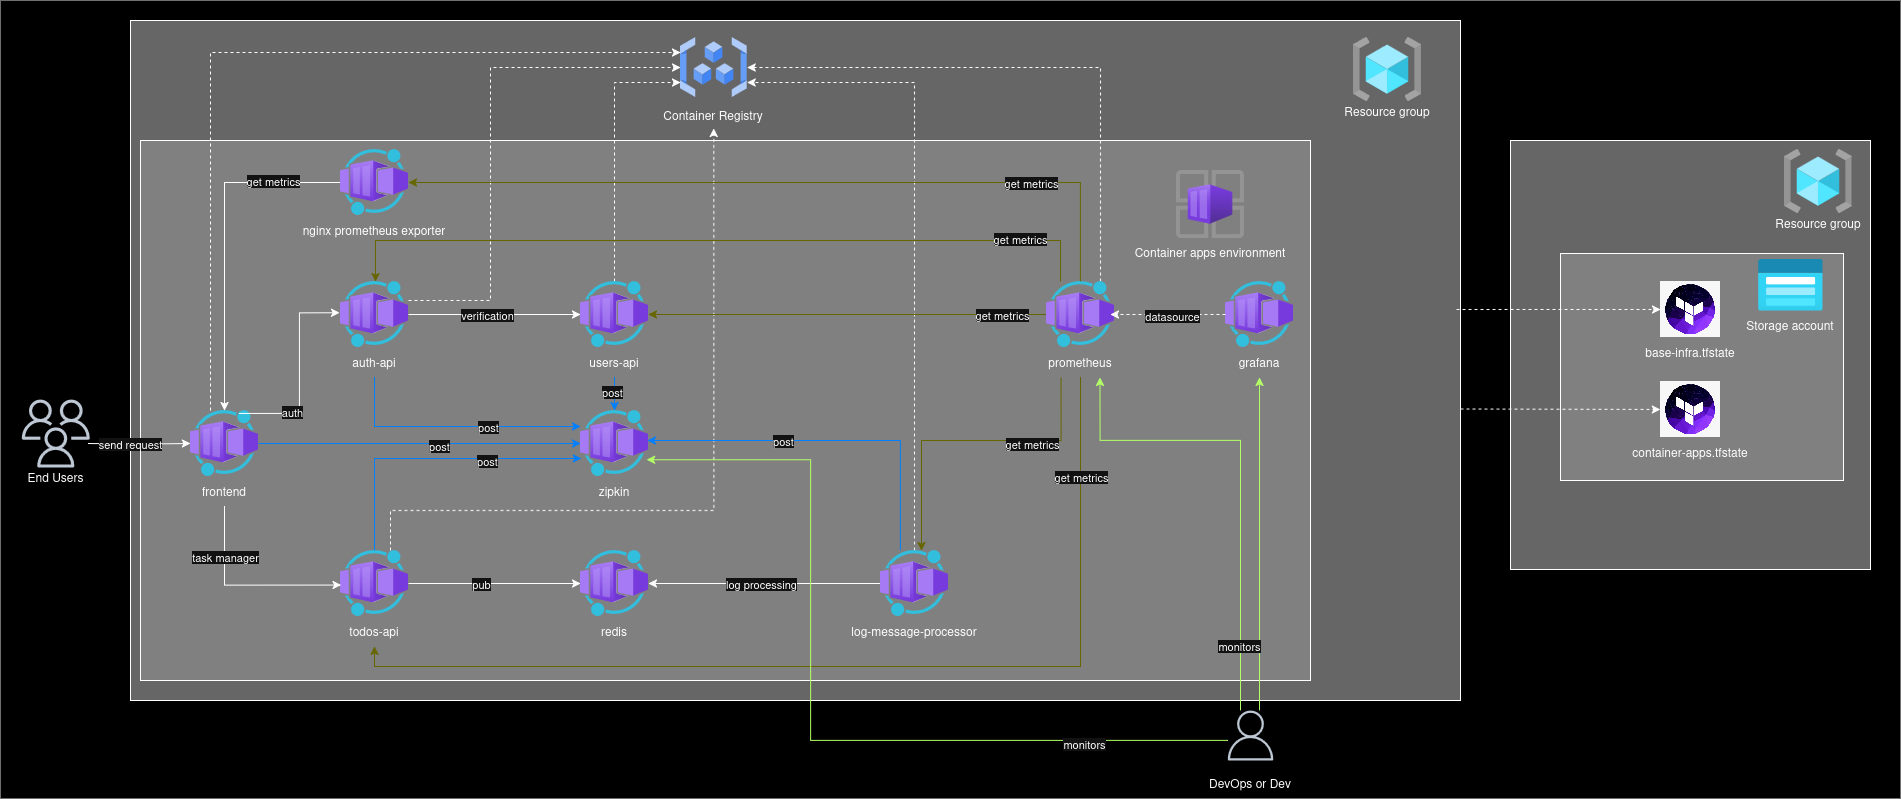 Container Registry
Resource group
get metrics
get metrics
nginx prometheus exporter
get metrics
Container apps environment
Resource group
auth-api
verification
users-api
get metrics
prometheus
datasource
grafana
Storage account
base-infra.tfstate
container-apps.tfstate
End Users
send request
auth
frontend
post
post
post
post
post
zipkin
get metrics
get metrics
task manager
todos-api
pub
redis
log processing
log-message-processor
monitors
monitors
DevOps or Dev